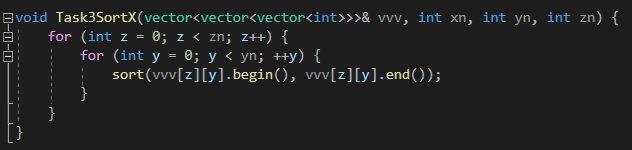 void Task3SortX(vector<vector<vector<int>>>& vvv, int xn, int yn, int zn) {
    for (int z = 0; z < zn; z++) {
        for (int y = 0; y < yn; ++y) {
            sort(vvv[z][y].begin(), vvv[z][y].end());
        }
    }
}